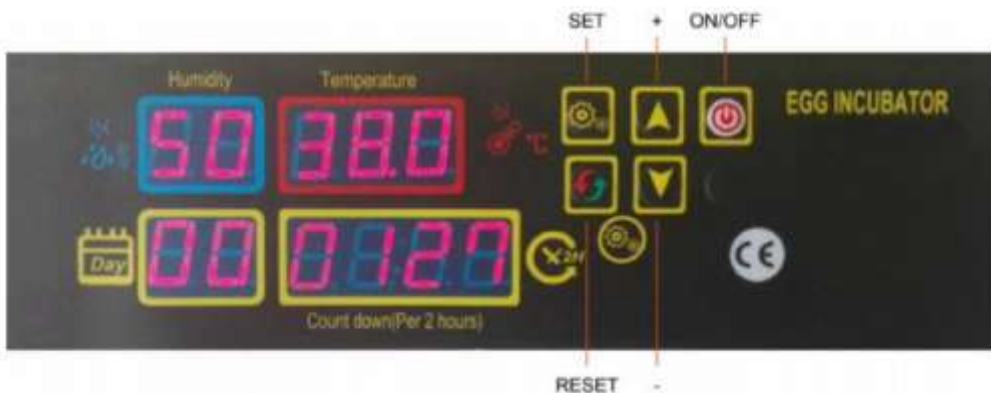 SET + ON/OFF
Humidity Temperature
EGG INCUBATOR
50 38.0 °C
Day 00 0127 2H
CE
Count down(Per 2 hours)
RESET -